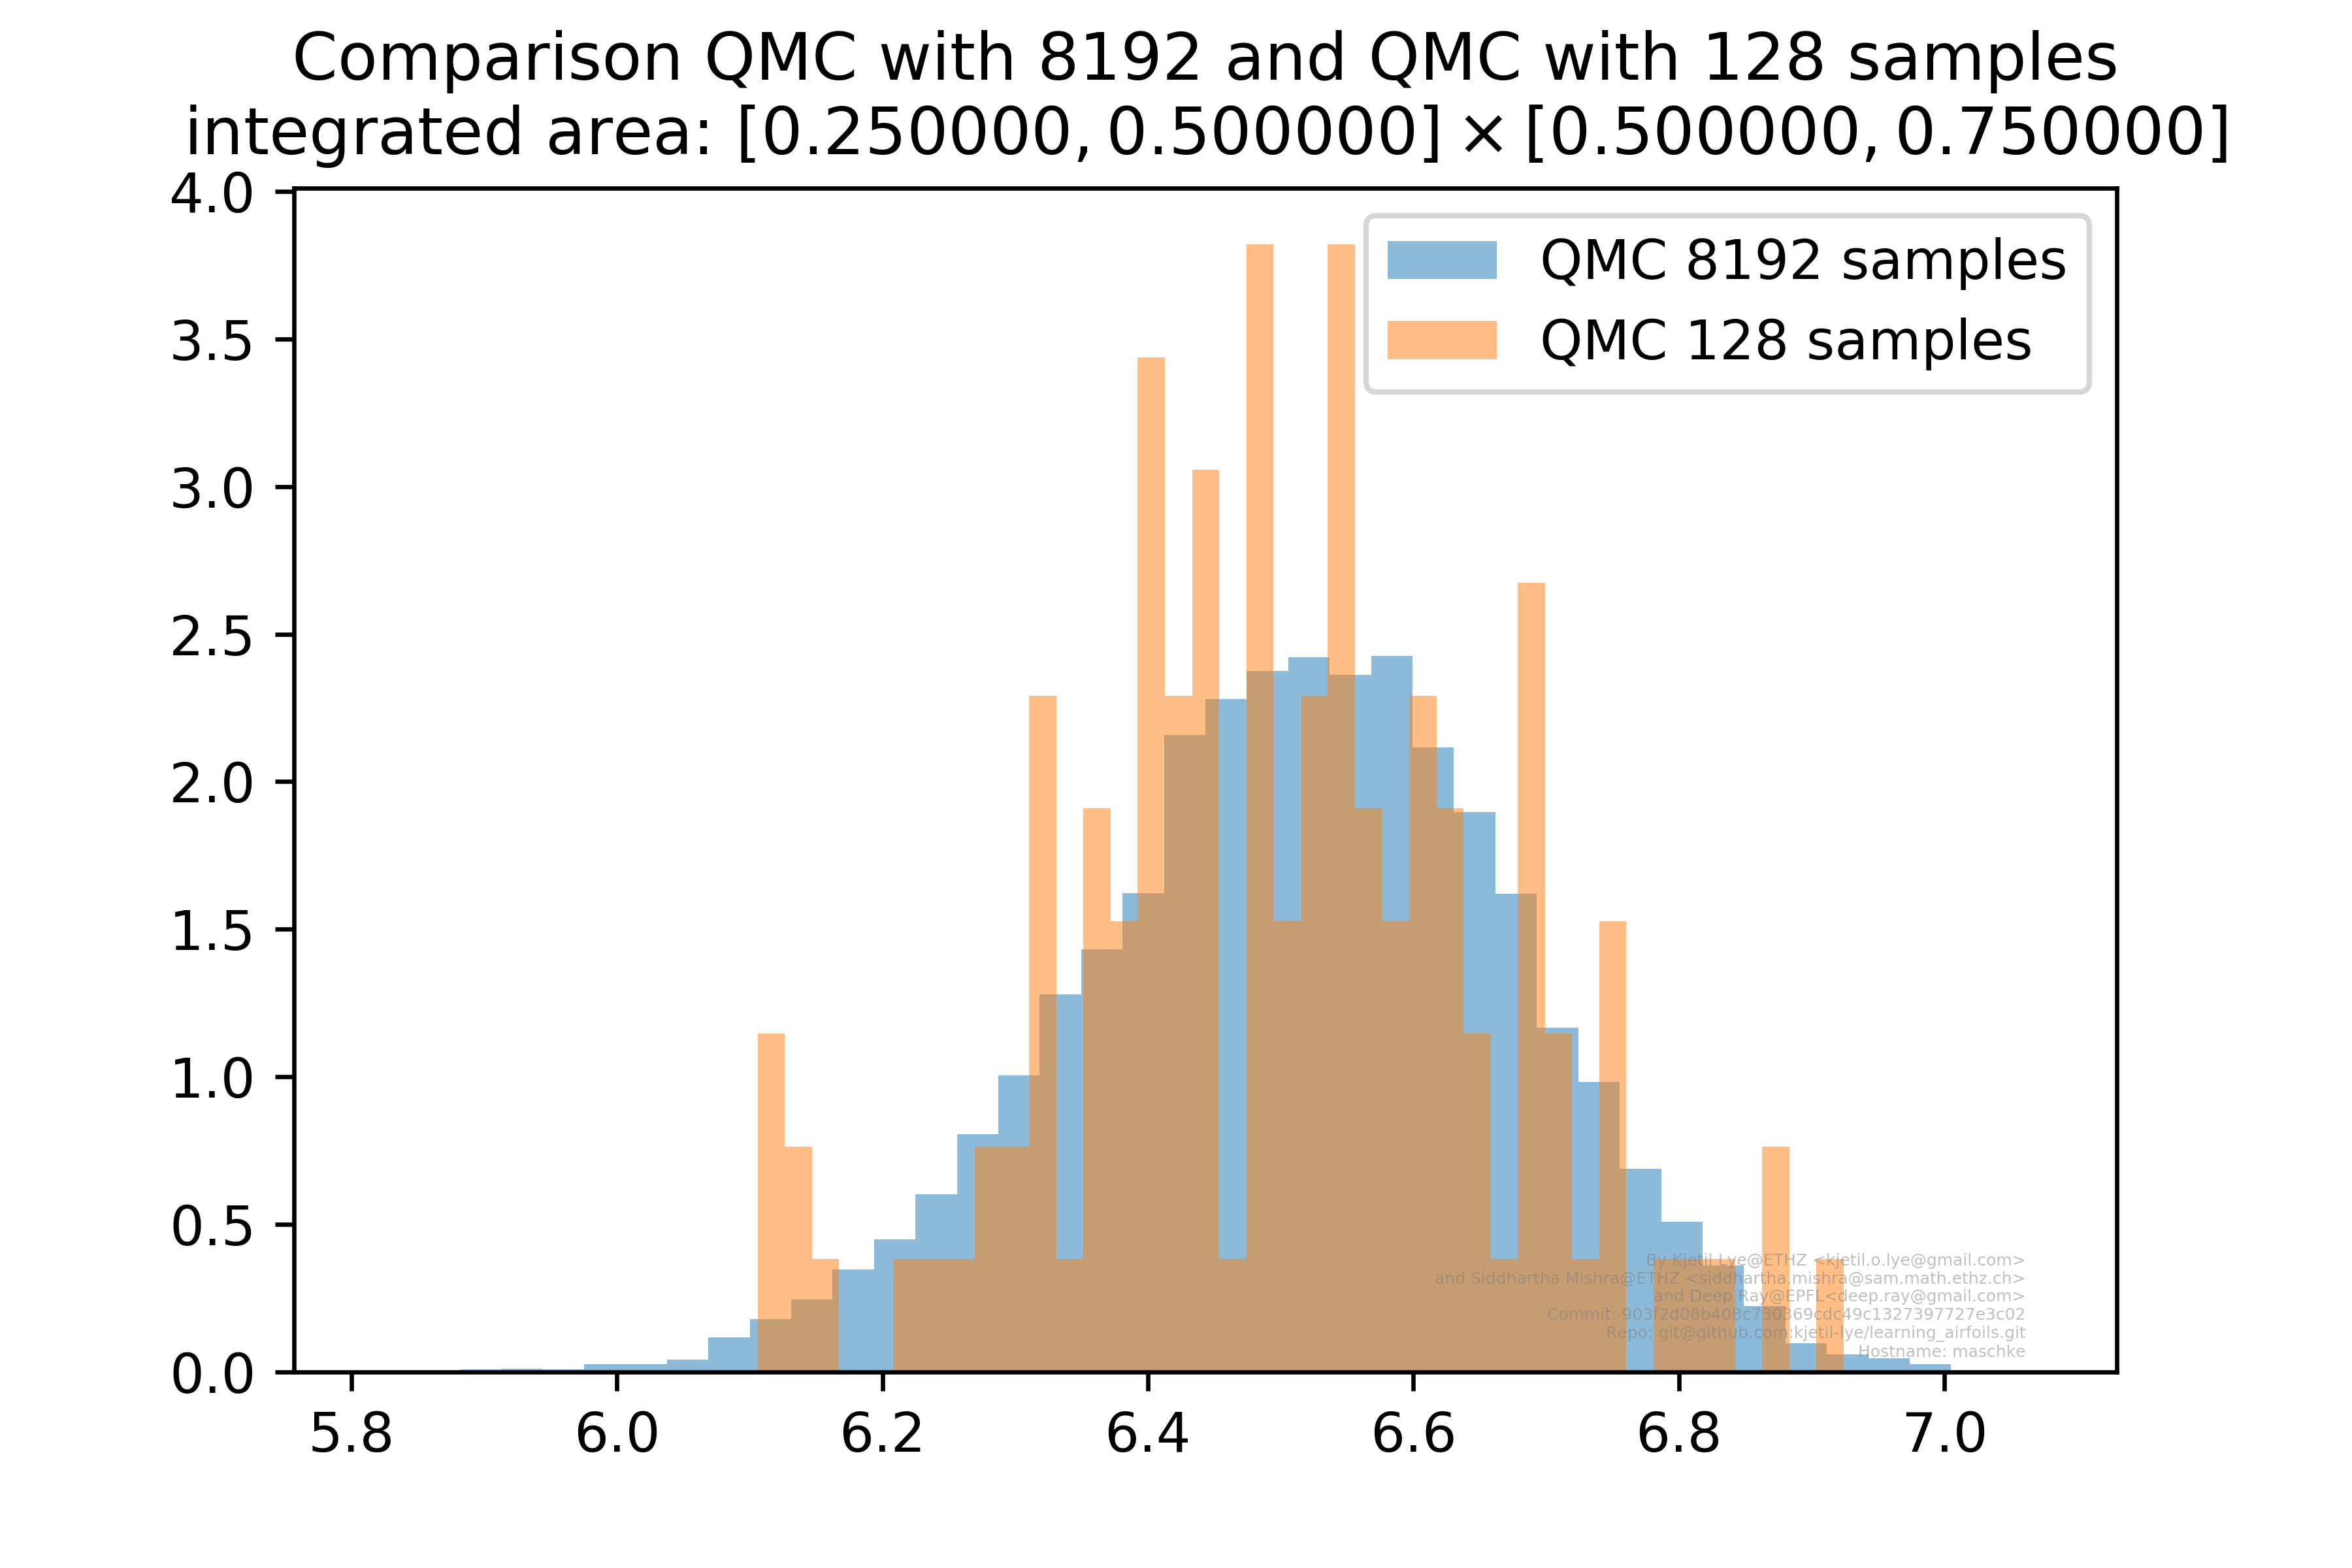 Comparison QMC with 8192 and QMC with 128 samples
integrated area: [0.250000, 0.500000] × [0.500000, 0.750000]
4.0
3.5
3.0
2.5
2.0
1.5
1.0
0.5
0.0
QMC 8192 samples
QMC 128 samples
By Kjetil Lye@ETHZ <kjetil.o.lye@gmail.com>
and Siddhartha Mishra@ETHZ <siddhartha.mishra@sam.math.ethz.ch>
and Deep Ray@EPFL<deep.ray@gmail.com>
Commit: 903f2d08b408c730369cdc49c1327397727e3c02
Repo: git@github.com:kjetil-lye/learning_airfoils.git
Hostname: maschke
5.8 6.0 6.2 6.4 6.6 6.8 7.0